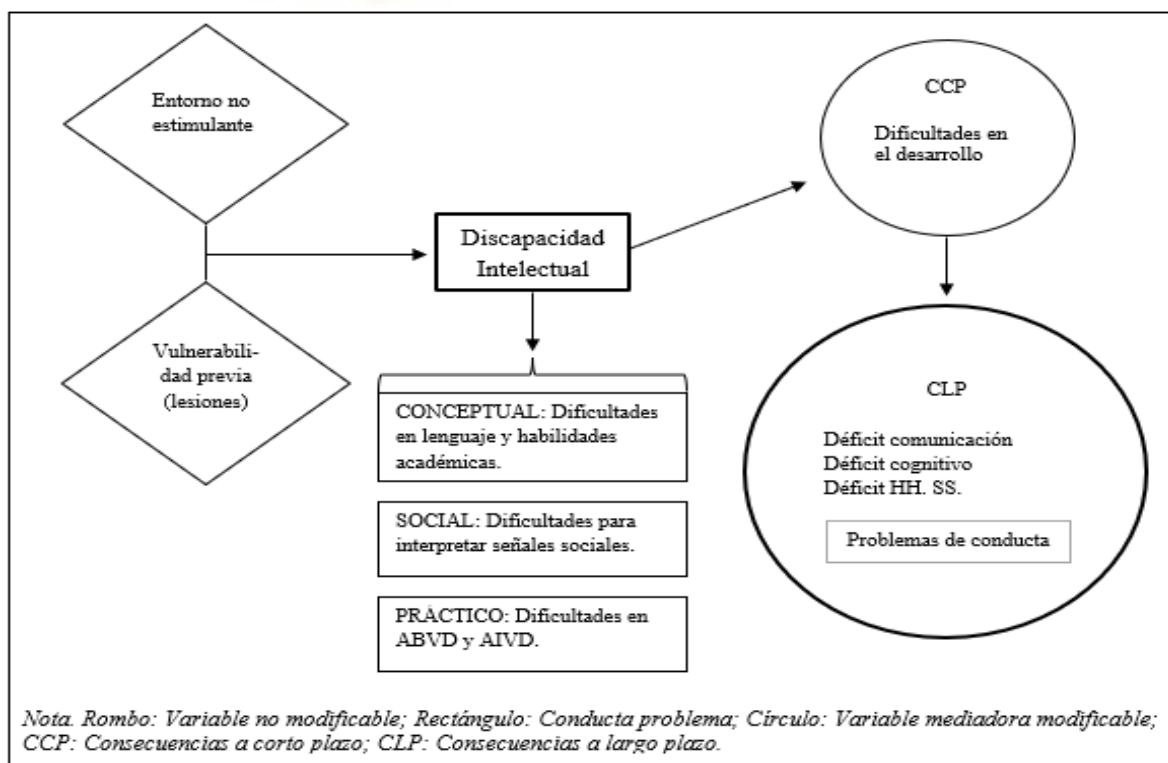 Entorno no
estimulante
Vulnerabili-
dad previa
(lesiones)
Discapacidad
Intelectual
CONCEPTUAL: Dificultades
en lenguaje y habilidades
académicas.
SOCIAL: Dificultades para
interpretar señales sociales.
PRÁCTICO: Dificultades en
ABVD y AIVD.
CCP
Dificultades en
el desarrollo
CLP
Déficit comunicación
Déficit cognitivo
Déficit HH. SS.
Problemas de conducta
Nota. Rombo: Variable no modificable; Rectángulo: Conducta problema; Círculo: Variable mediadora modificable;
CCP: Consecuencias a corto plazo; CLP: Consecuencias a largo plazo.